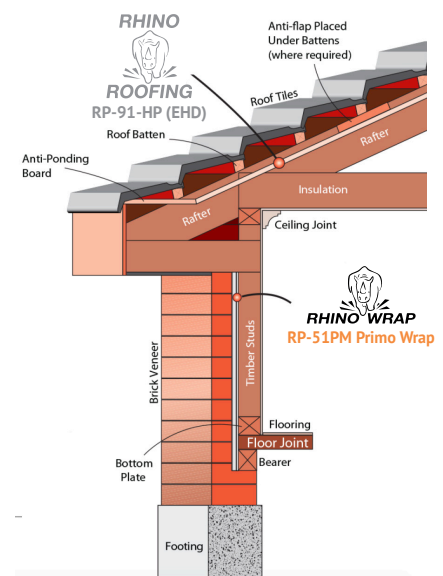 RHINO
ROOFING
RP-91-HP (EHD)
Anti-flap Placed
Under Battens
(where required)
Roof Tiles
Roof Batten
Anti-Ponding
Board
Rafter
Rafter
Insulation
Ceiling Joint
RHINO WRAP
RP-51PM Primo Wrap
Brick Veneer
Timber Studs
Flooring
Floor Joint
Bearer
Bottom
Plate
Footing